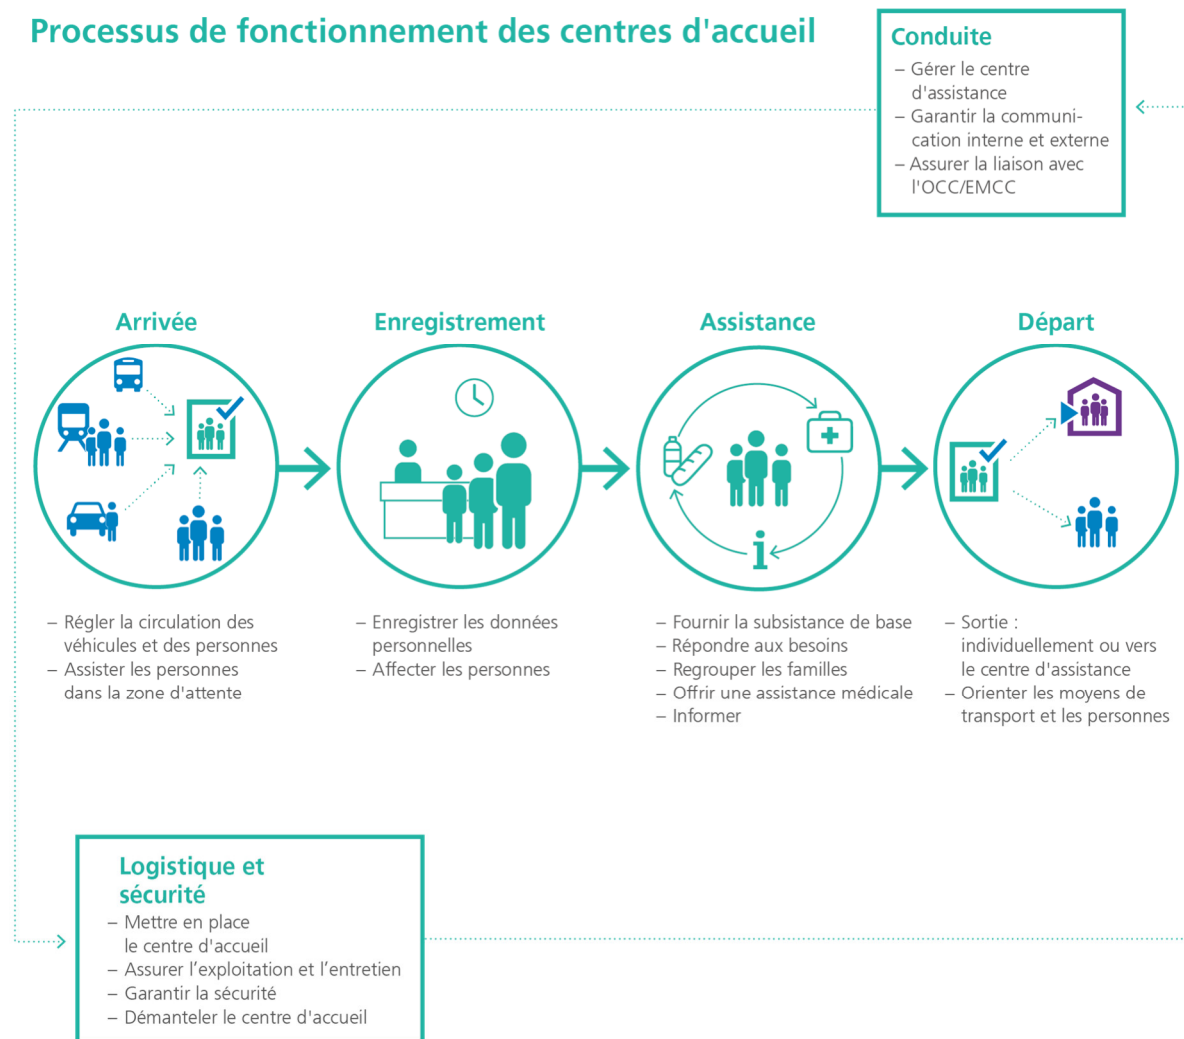 Processus de fonctionnement des centres d'accueil
Conduite
– Gérer le centre
d'assistance
– Garantir la communi-
cation interne et externe
– Assurer la liaison avec
l'OCC/EMCC
Arrivée
– Régler la circulation des
véhicules et des personnes
– Assister les personnes
dans la zone d'attente
Enregistrement
– Enregistrer les données
personnelles
– Affecter les personnes
Assistance
– Fournir la subsistance de base
– Répondre aux besoins
– Regrouper les familles
– Offrir une assistance médicale
– Informer
Départ
– Sortie :
individuellement ou vers
le centre d'assistance
– Orienter les moyens de
transport et les personnes
Logistique et
sécurité
– Mettre en place
le centre d'accueil
– Assurer l’exploitation et l’entretien
– Garantir la sécurité
– Démanteler le centre d'accueil